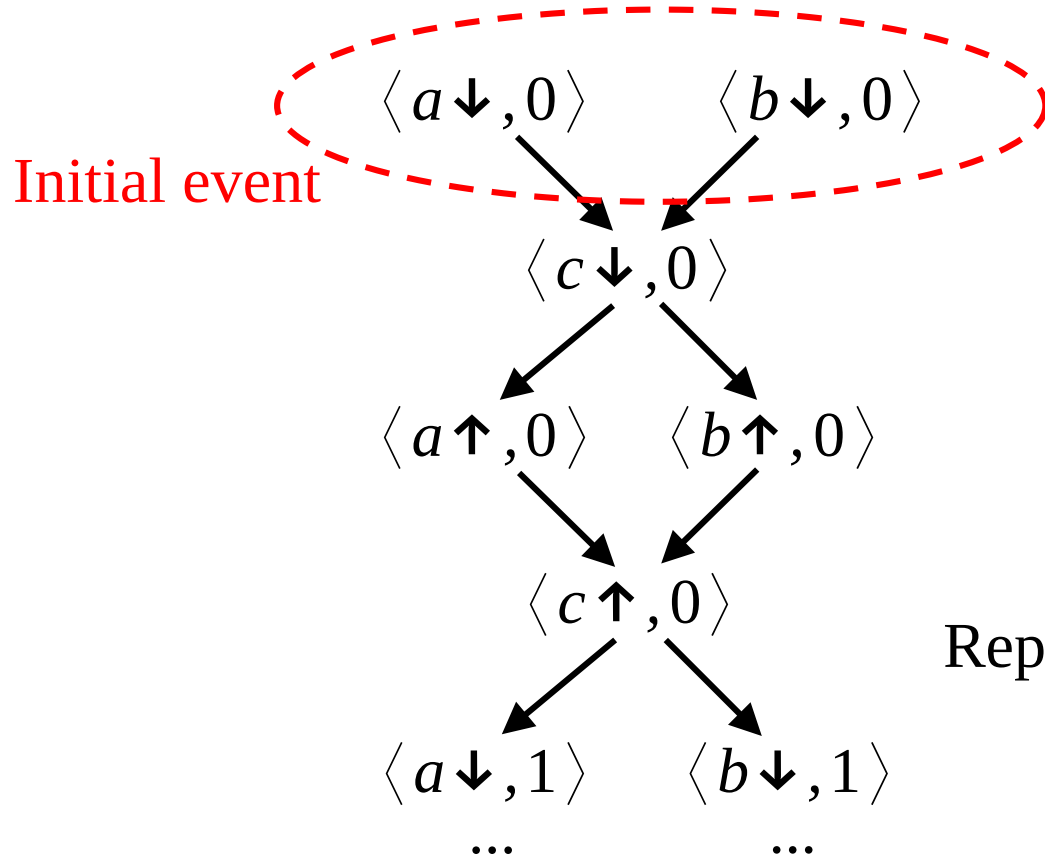 ⟨a↓,0⟩ ⟨b↓,0⟩
Initial event
⟨c↓,0⟩
⟨a↑,0⟩ ⟨b↑,0⟩
⟨c↑,0⟩
Rep
⟨a↓,1⟩ ⟨b↓,1⟩
... ...